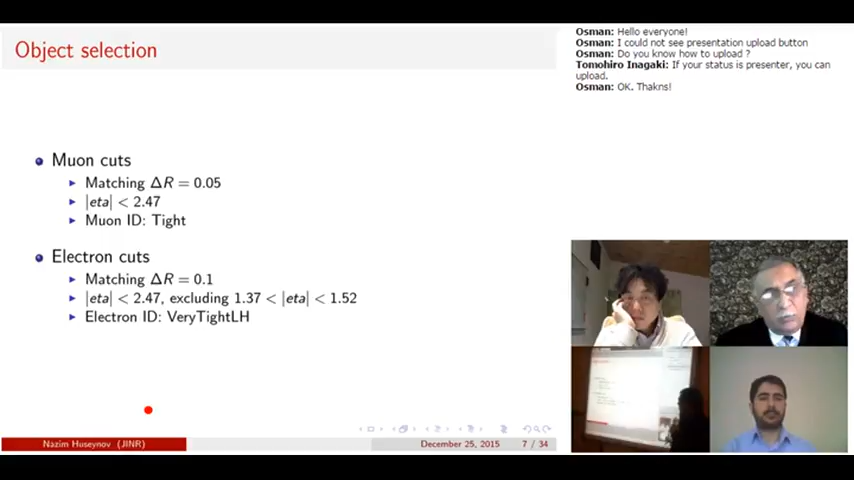 Object selection
Muon cuts
Matching ΔR = 0.05
|eta| < 2.47
Muon ID: Tight
Electron cuts
Matching ΔR = 0.1
|eta| < 2.47, excluding 1.37 < |eta| < 1.52
Electron ID: VeryTightLH
Nazim Huseynov (JINR)
December 25, 2015
7 / 34
Osman: Hello everyone!
Osman: I could not see presentation upload button
Osman: Do you know how to upload ?
Tomohiro Inagaki: If your status is presenter, you can
upload.
Osman: OK. Thakns!